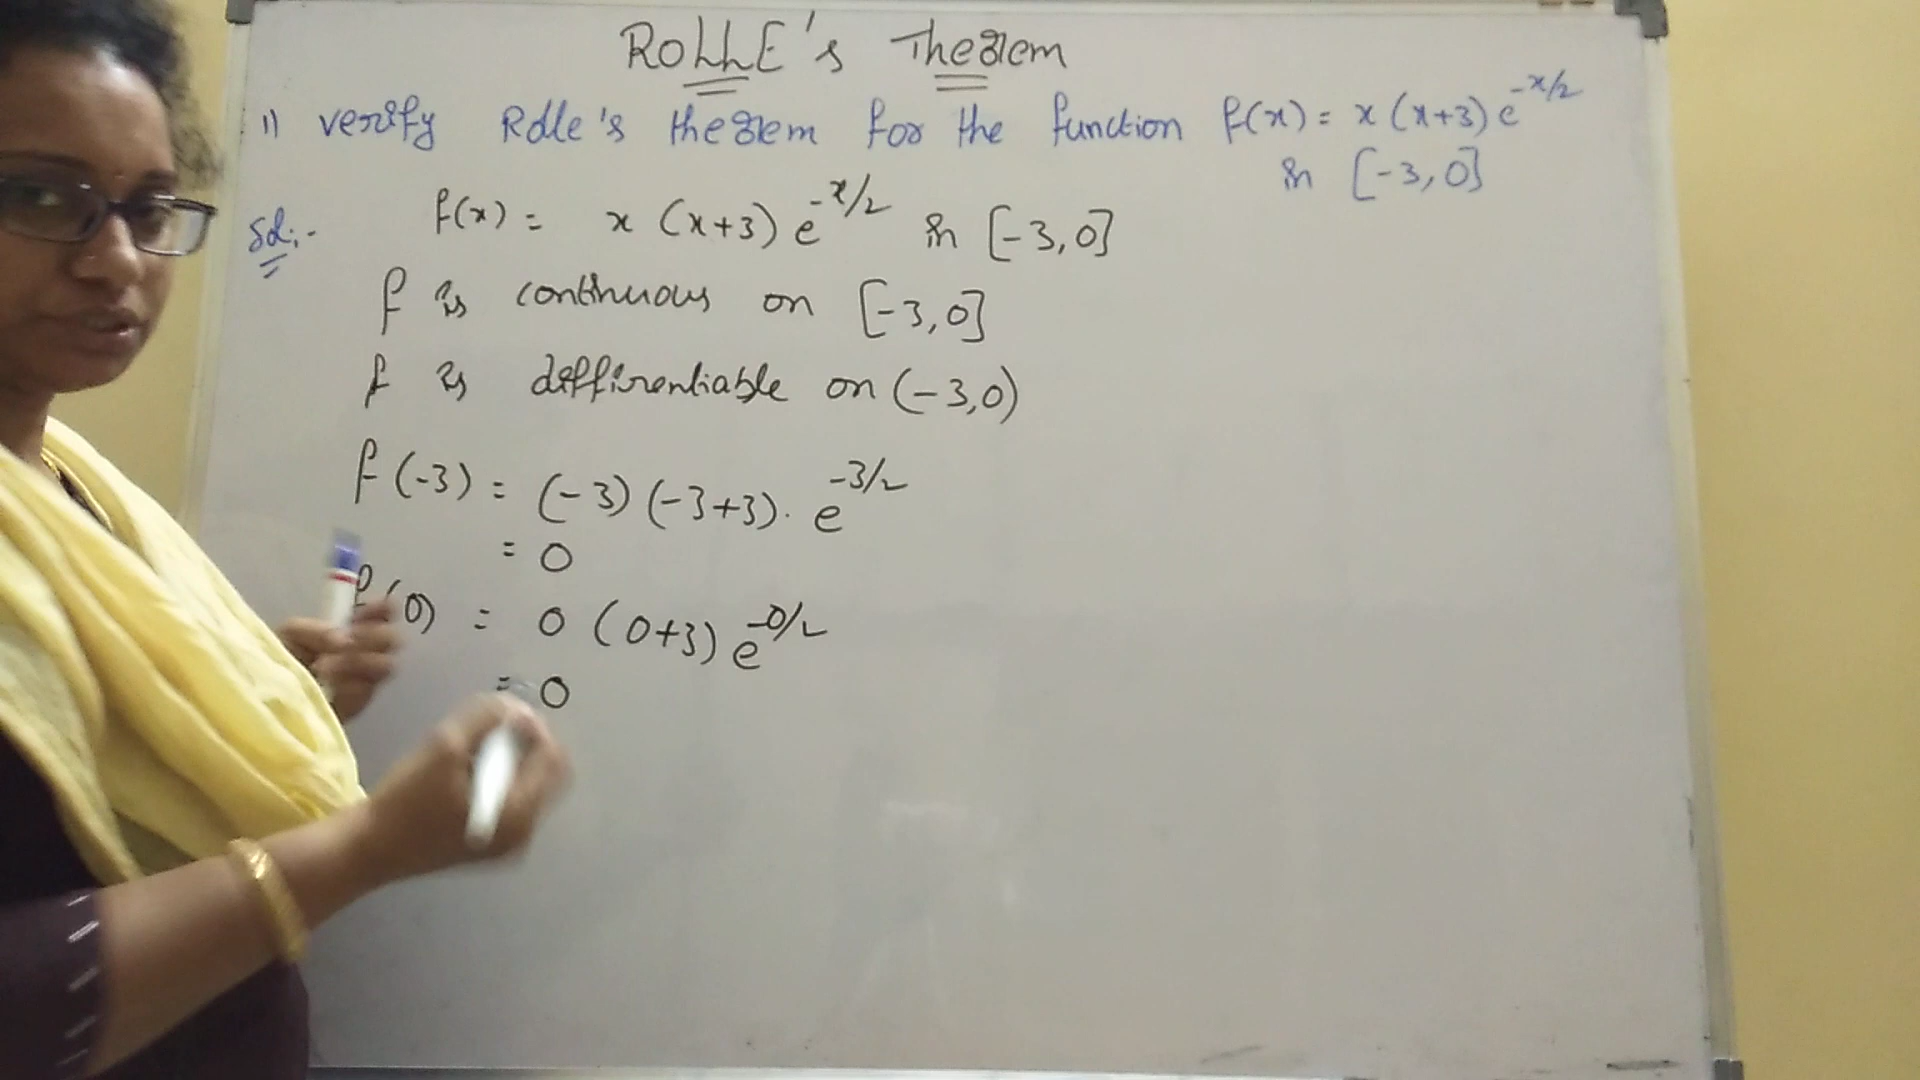 ROLLE's Theorem
1) verify Rolle's theorem for the function f(x) = x (x+3) e^{-x/2}
in [-3, 0]
Sol:- f(x) = x (x+3) e^{-x/2} in [-3, 0]
f is continuous on [-3, 0]
f is differentiable on (-3, 0)
f(-3) = (-3) (-3+3) . e^{-3/2}
= 0
f(0) = 0 (0+3) e^{-0/2}
= 0